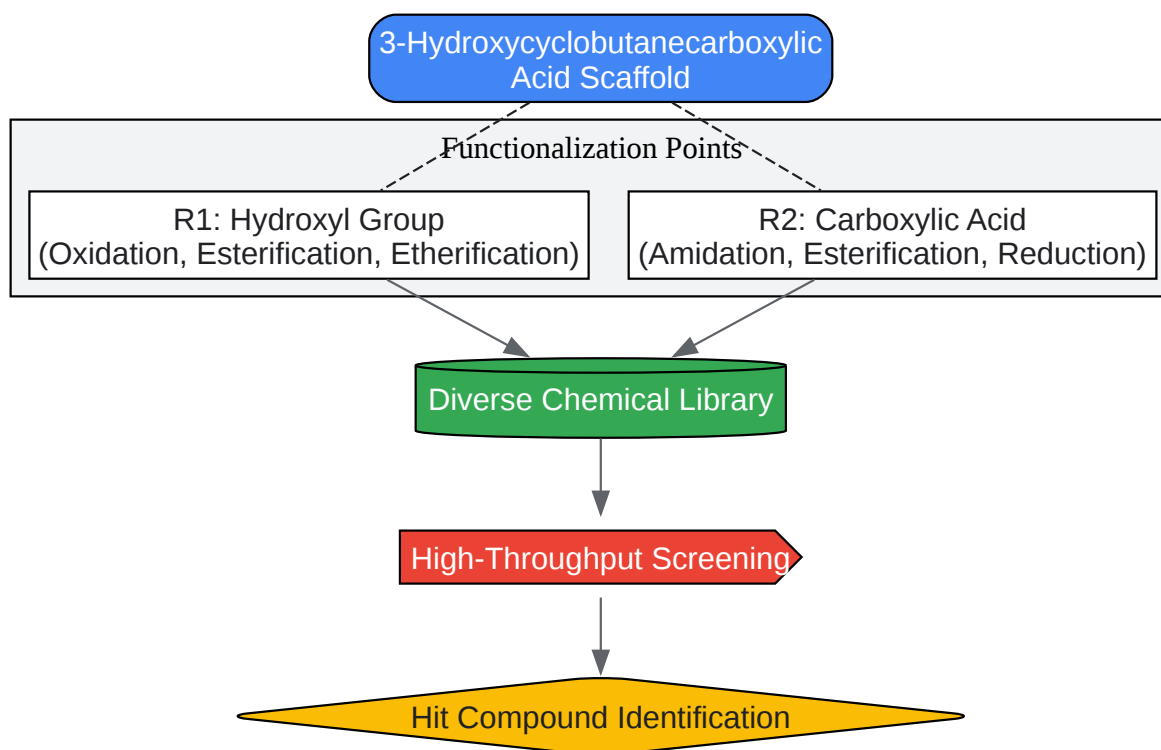 3-Hydroxycyclobutanecarboxylic
Acid Scaffold
Functionalization Points
R1: Hydroxyl Group
(Oxidation, Esterification, Etherification)
R2: Carboxylic Acid
(Amidation, Esterification, Reduction)
Diverse Chemical Library
High-Throughput Screening
Hit Compound Identification